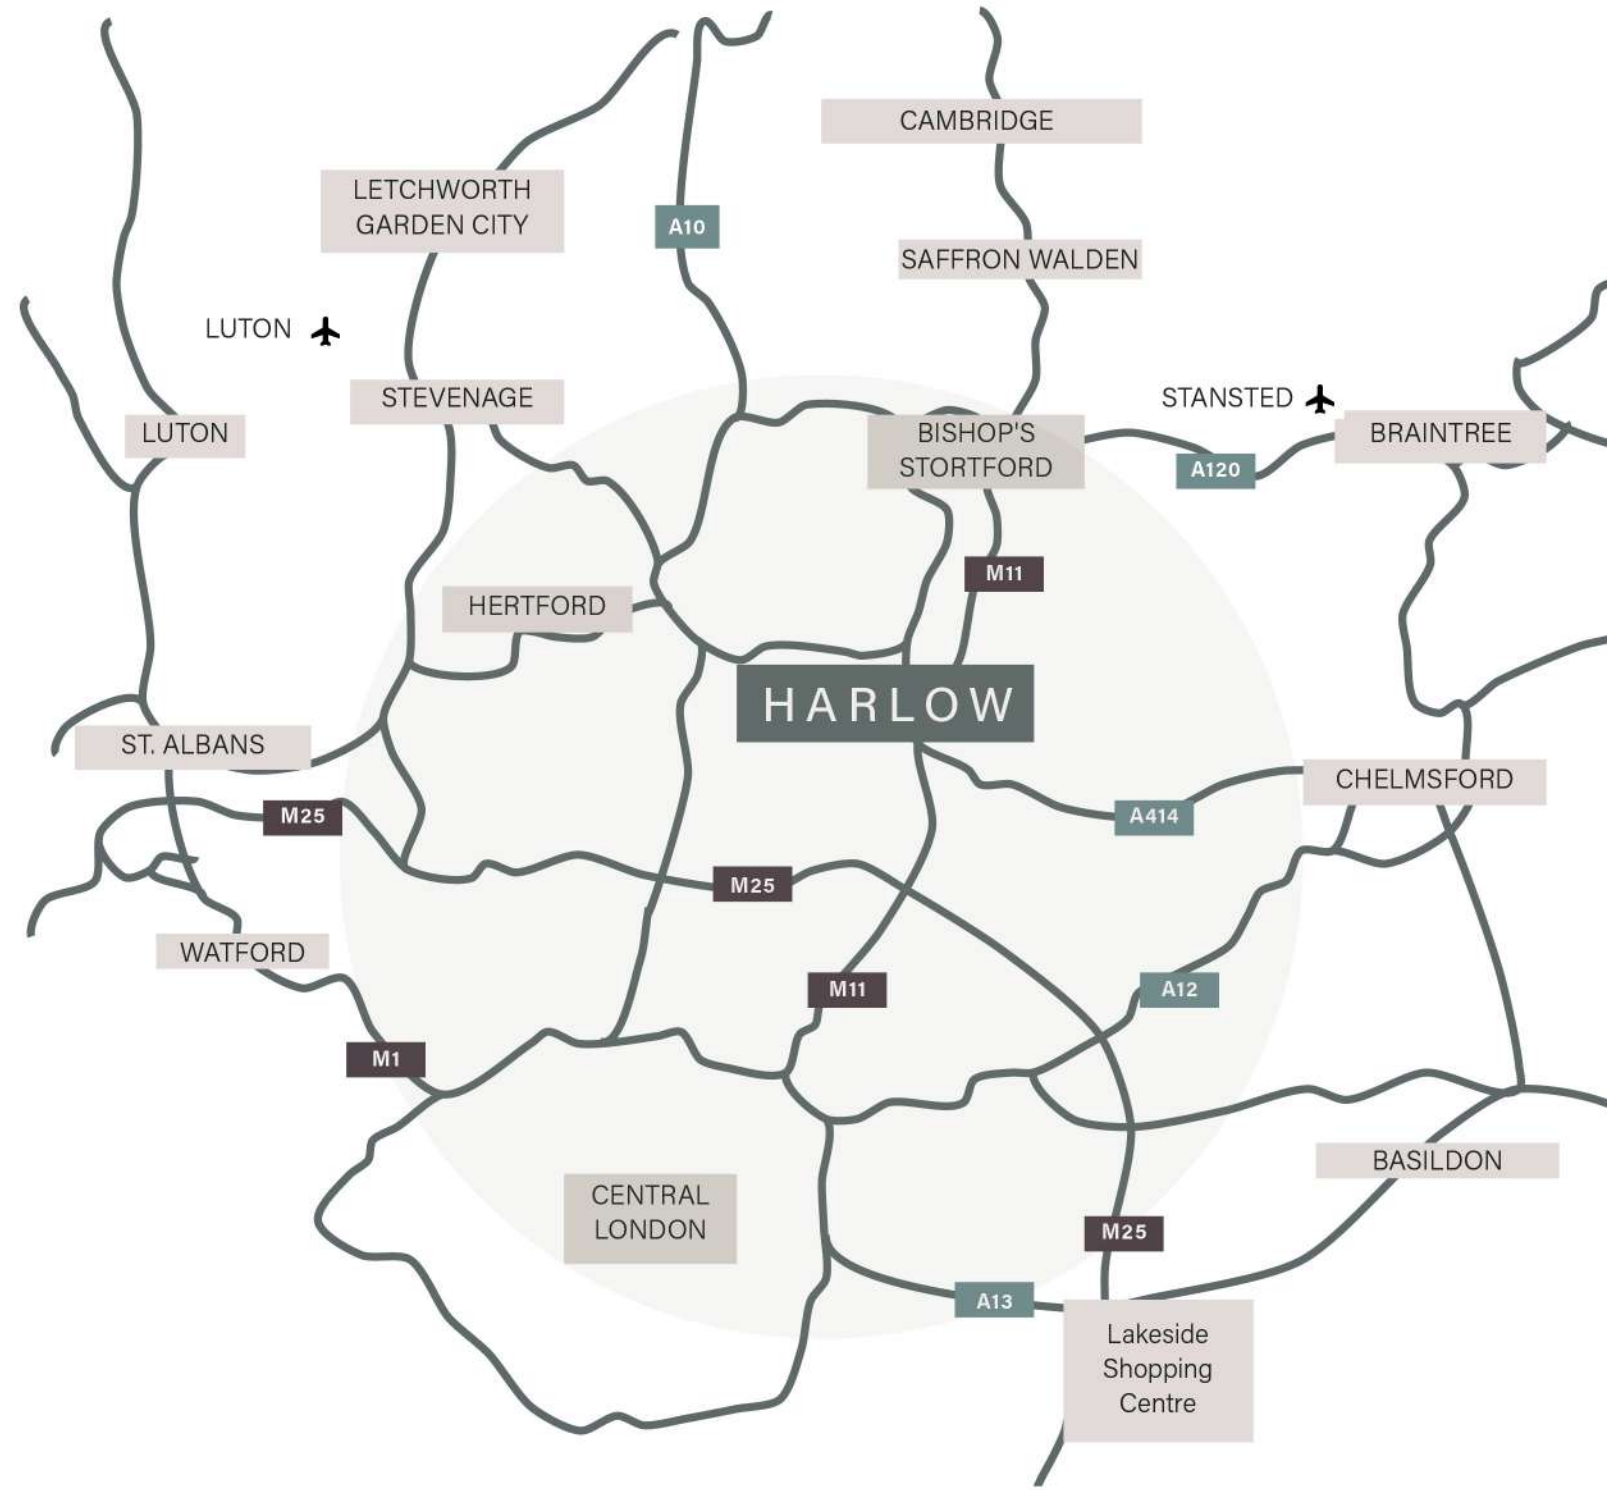 CAMBRIDGE
LETCHWORTH
GARDEN CITY
A10
SAFFRON WALDEN
LUTON
STEVENAGE
STANSTED
LUTON
BISHOP'S
STORTFORD
BRAINTREE
A120
M11
HERTFORD
HARLOW
ST. ALBANS
CHELMSFORD
M25
A414
M25
WATFORD
M11
A12
M1
BASILDON
CENTRAL
LONDON
M25
A13
Lakeside
Shopping
Centre